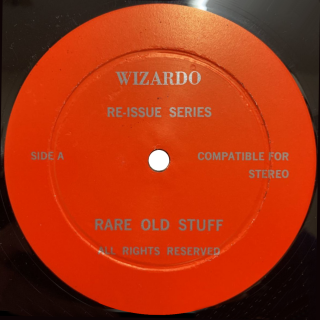 WIZARDO
RE-ISSUE SERIES
SIDE A
COMPATIBLE FOR
STEREO
RARE OLD STUFF
ALL RIGHTS RESERVED